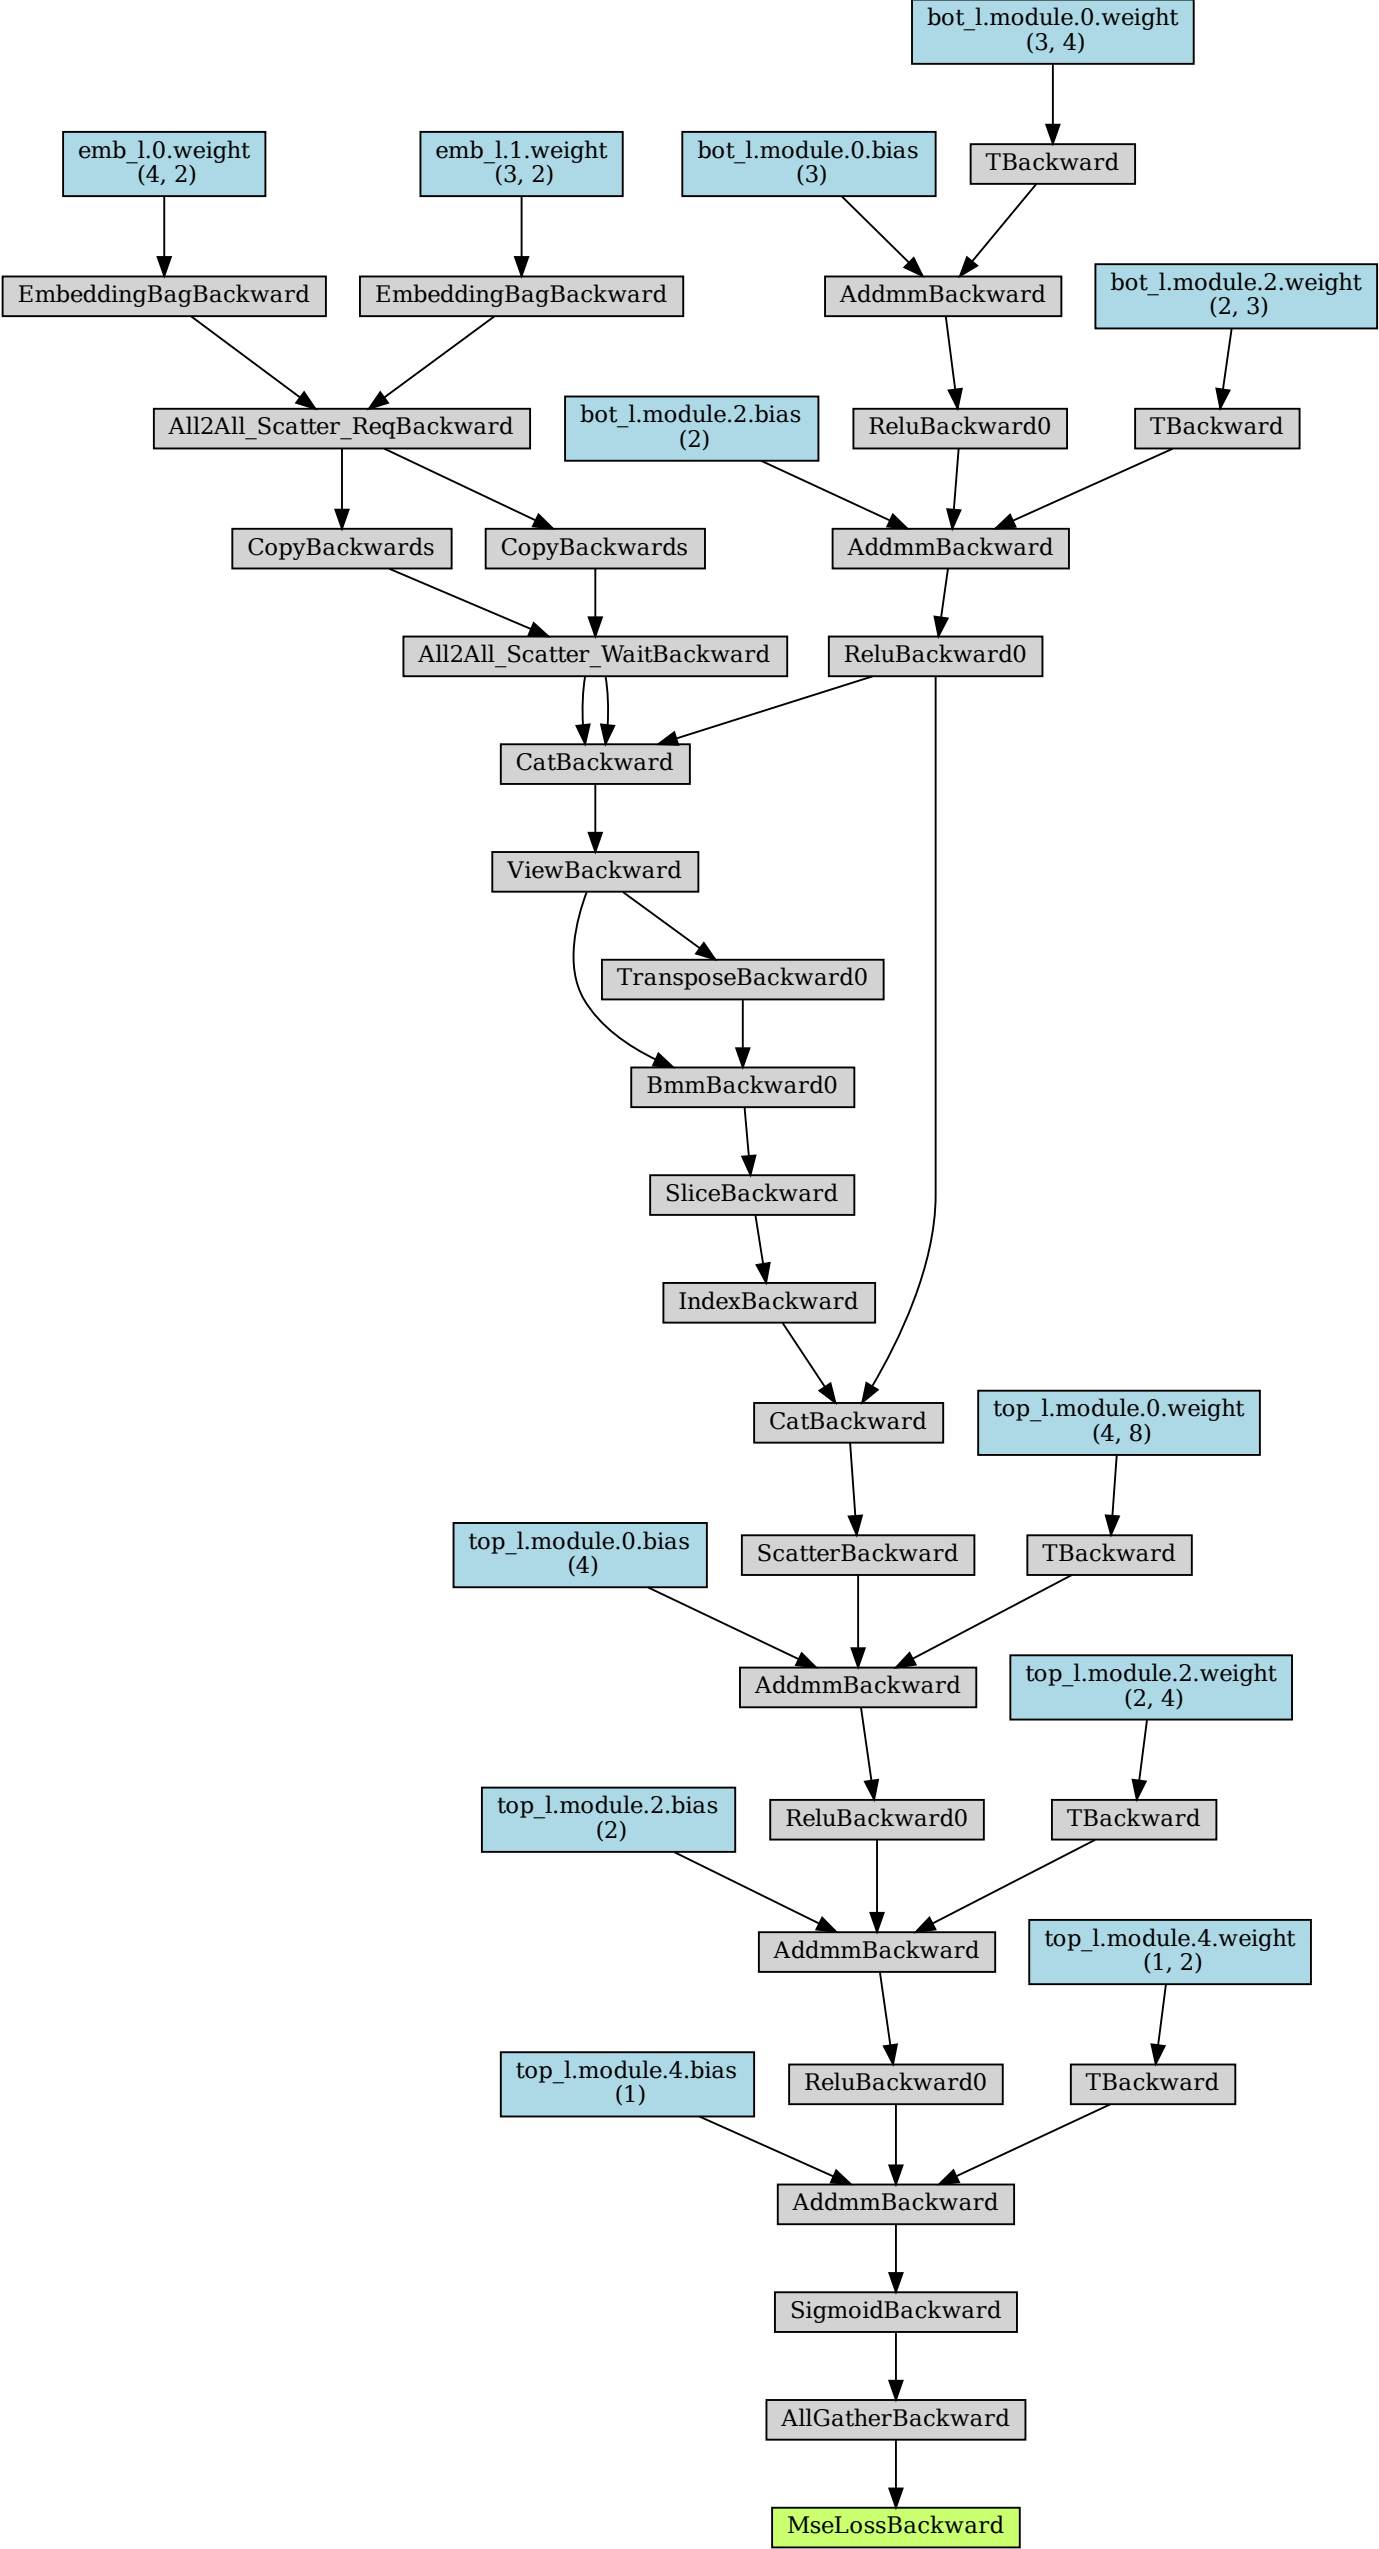 bot_l.module.0.weight
(3, 4)
emb_l.0.weight
(4, 2)
emb_l.1.weight
(3, 2)
bot_l.module.0.bias
(3)
TBackward
EmbeddingBagBackward
EmbeddingBagBackward
AddmmBackward
bot_l.module.2.weight
(2, 3)
All2All_Scatter_ReqBackward
bot_l.module.2.bias
(2)
ReluBackward0
TBackward
CopyBackwards
CopyBackwards
AddmmBackward
All2All_Scatter_WaitBackward
ReluBackward0
CatBackward
ViewBackward
TransposeBackward0
BmmBackward0
SliceBackward
IndexBackward
CatBackward
top_l.module.0.weight
(4, 8)
top_l.module.0.bias
(4)
ScatterBackward
TBackward
AddmmBackward
top_l.module.2.weight
(2, 4)
top_l.module.2.bias
(2)
ReluBackward0
TBackward
AddmmBackward
top_l.module.4.weight
(1, 2)
top_l.module.4.bias
(1)
ReluBackward0
TBackward
AddmmBackward
SigmoidBackward
AllGatherBackward
MseLossBackward